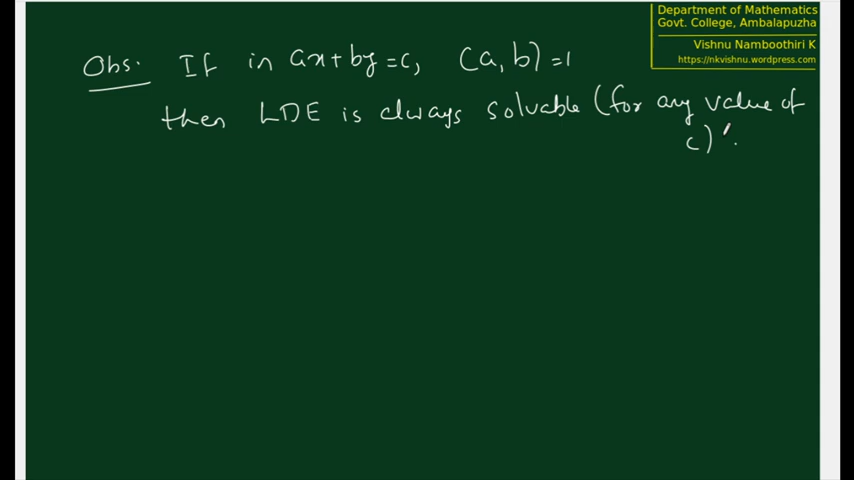 Department of Mathematics
Govt. College, Ambalapuzha
Vishnu Namboothiri K
https://nkvishnu.wordpress.com
Obs. If in ax+by=c, (a,b)=1
then LDE is always solvable (for any value of
c).